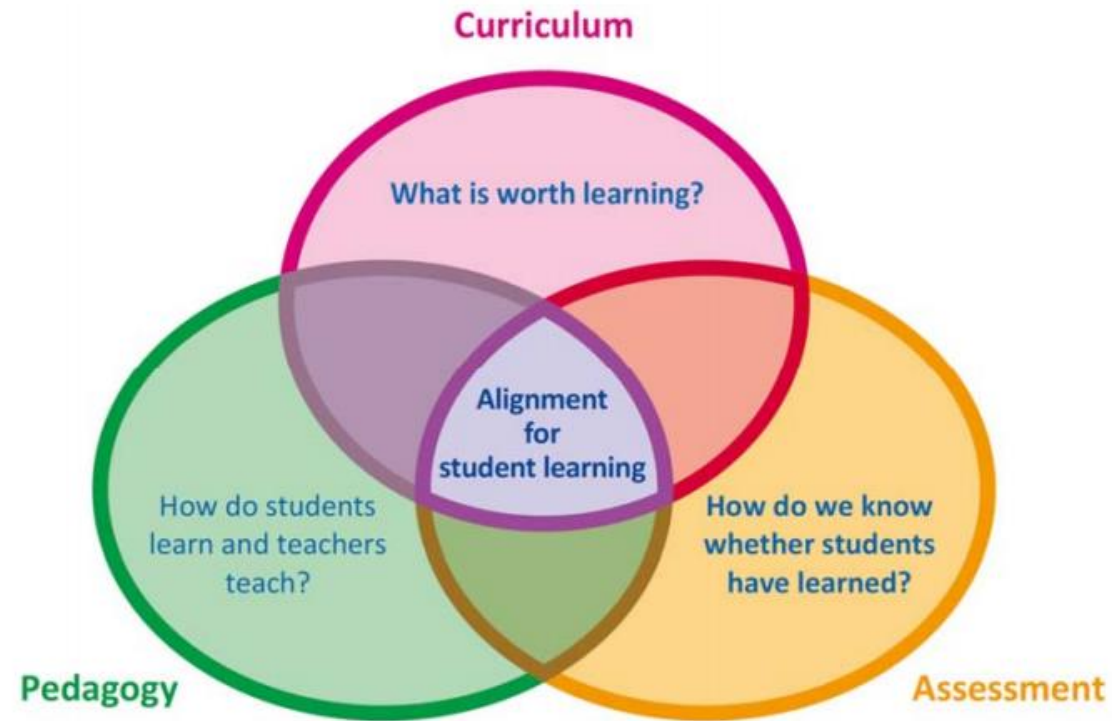 Curriculum
What is worth learning?
Alignment
for
student learning
How do students
learn and teachers
teach?
How do we know
whether students
have learned?
Pedagogy
Assessment